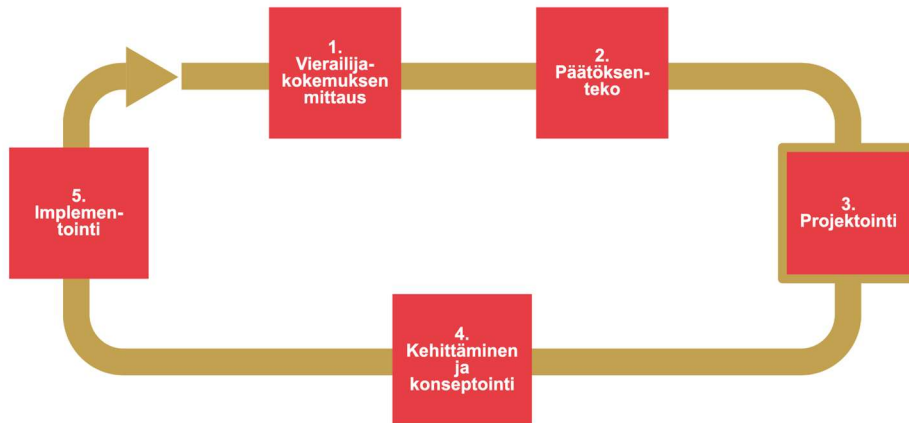 1.
Vierailija-
kokemuksen
mittaus
2.
Päätöksen-
teko
3.
Projektointi
4.
Kehittäminen
ja
konseptointi
5.
Implemen-
tointi